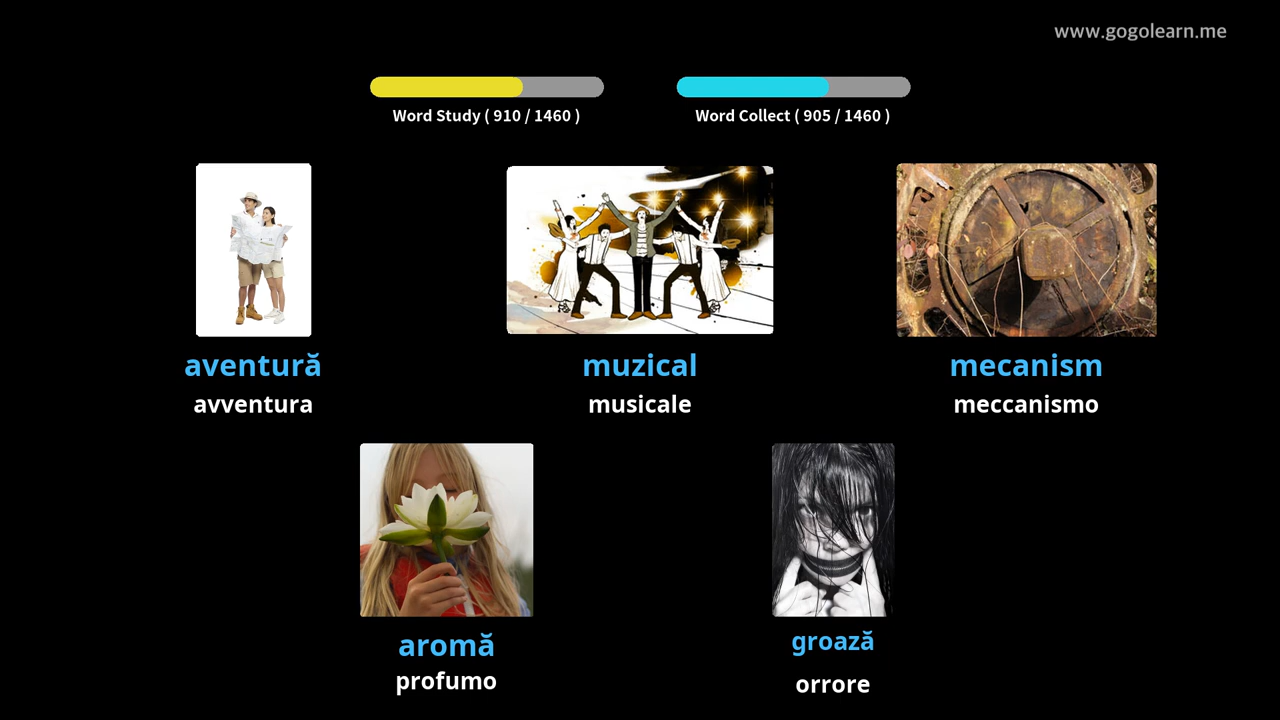 www.gogolearn.me
Word Study ( 910 / 1460 )
Word Collect ( 905 / 1460 )
aventură
avventura
muzical
musicale
mecanism
meccanismo
aromă
profumo
groază
orrore